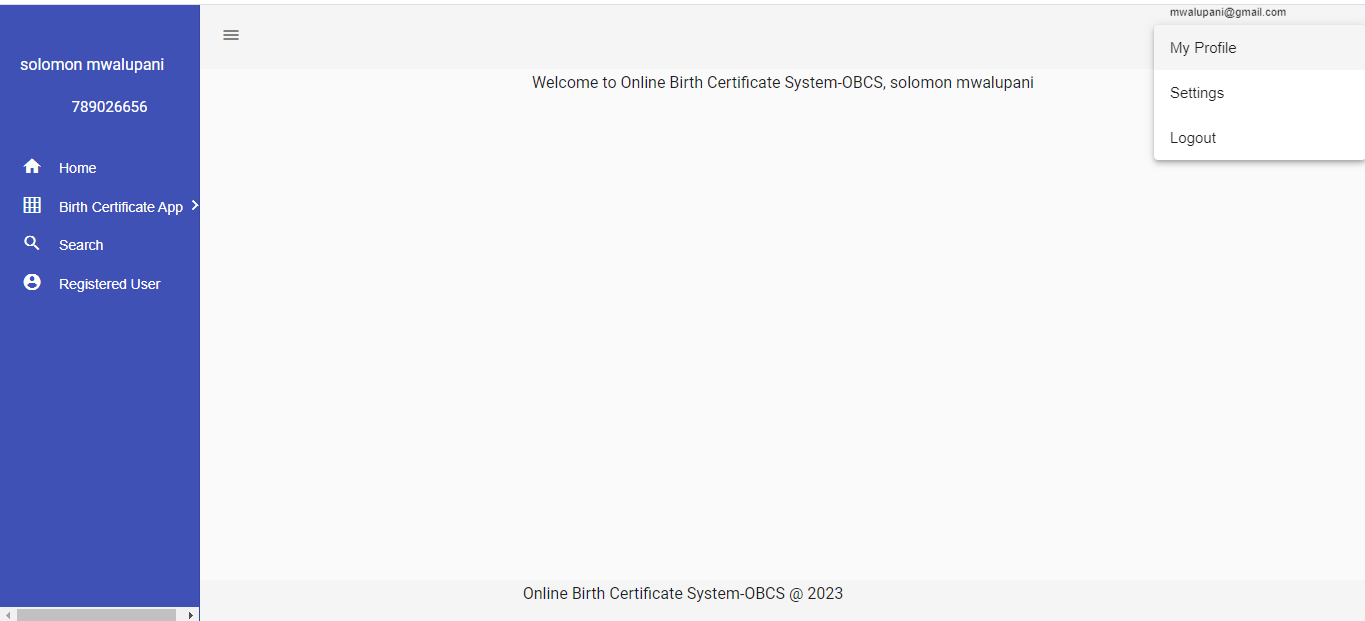 solomon mwalupani
789026656
Home
Birth Certificate App
Search
Registered User
mwalupani@gmail.com
My Profile
Settings
Logout
Welcome to Online Birth Certificate System-OBCS, solomon mwalupani
Online Birth Certificate System-OBCS @ 2023